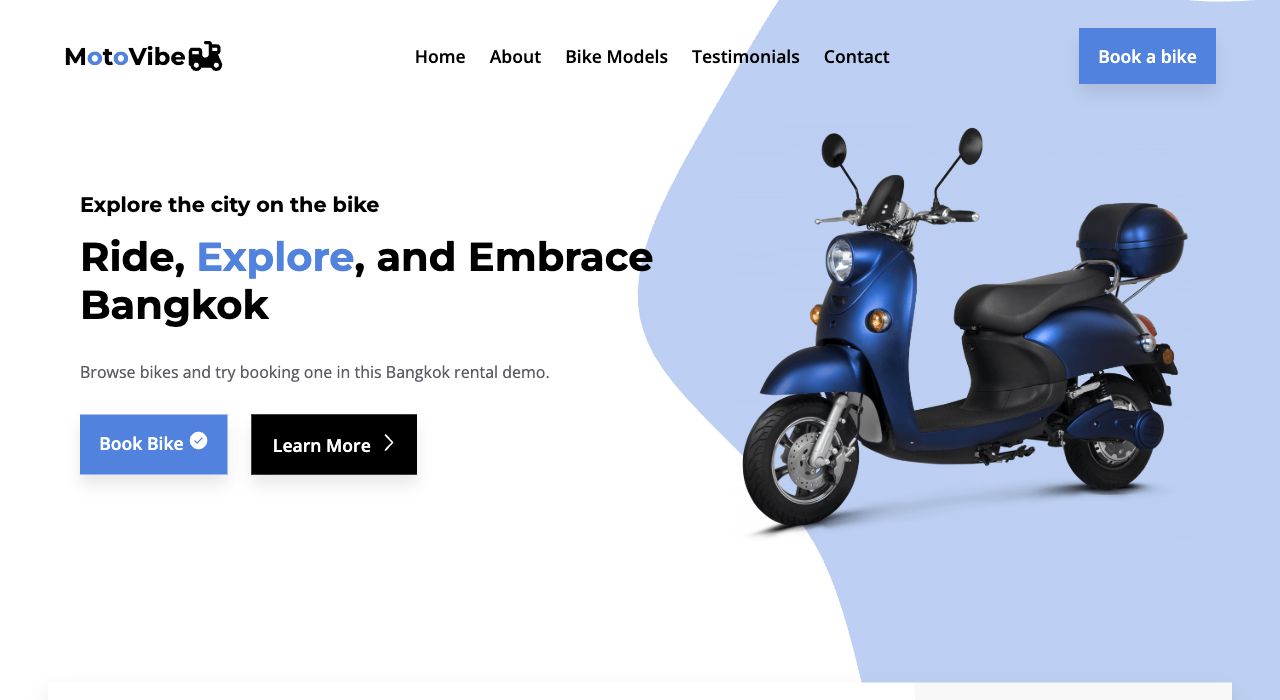 MotoVibe
Home
About
Bike Models
Testimonials
Contact
Book a bike
Explore the city on the bike
Ride, Explore, and Embrace
Bangkok
Browse bikes and try booking one in this Bangkok rental demo.
Book Bike
Learn More